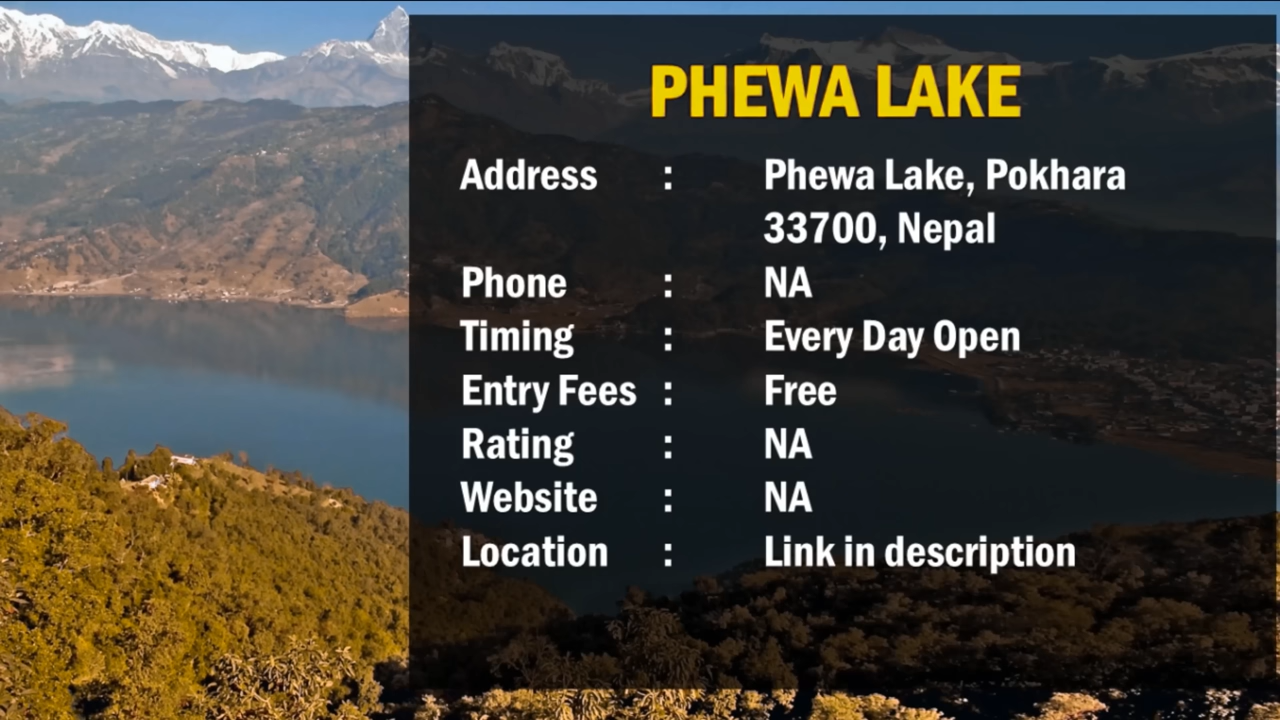 PHEWA LAKE
Address : Phewa Lake, Pokhara
33700, Nepal
Phone : NA
Timing : Every Day Open
Entry Fees : Free
Rating : NA
Website : NA
Location : Link in description